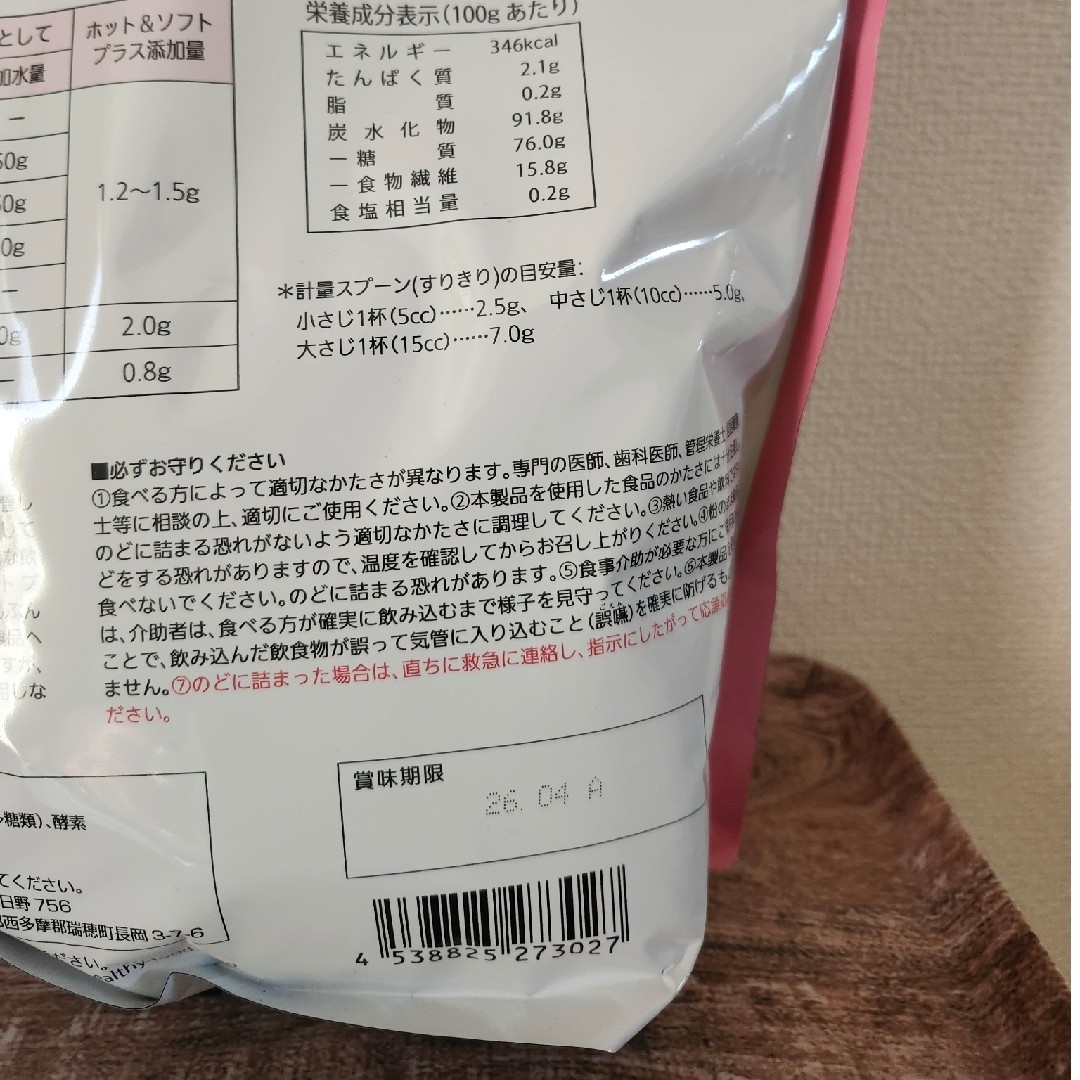 として
ホット＆ソフト
プラス添加量
加水量
ー
1.2～1.5g
ー
2.0g
ー
0.8g
栄養成分表示（100gあたり）
エネルギー 346kcal
たんぱく質 2.1g
脂質 0.2g
炭水化物 91.8g
ー糖質 76.0g
ー食物繊維 15.8g
食塩相当量 0.2g
＊計量スプーン(すりきり)の目安量：
小さじ1杯（5cc）……2.5g、 中さじ1杯（10cc）……5.0g、
大さじ1杯（15cc）……7.0g
■必ずお守りください
①食べる方によって適切なかたさが異なります。専門の医師、歯科医師、管理栄養士
士等に相談の上、適切にご使用ください。②本製品を使用した食品のかたさには
のどに詰まる恐れがないよう適切なかたさに調理してください。③熱い食品や
どをする恐れがありますので、温度を確認してからお召し上がりください。④粉の
食べないでください。のどに詰まる恐れがあります。⑤食事介助が必要な方に
は、介助者は、食べる方が確実に飲み込むまで様子を見守ってください。⑥本製品
ことで、飲み込んだ飲食物が誤って気管に入り込むこと（誤嚥）を確実に防げるも
ません。⑦のどに詰まった場合は、直ちに救急に連絡し、指示にしたがって応急
ださい。
賞味期限
26. 04 A
糖類）、酵素
てください。
日野 756
西多摩郡瑞穂町長岡 3-7-6
ださい。
4 538825 273027